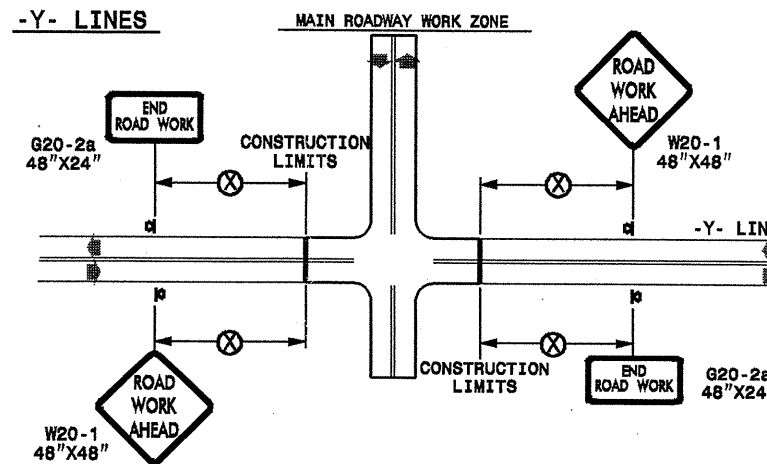 -Y- LINES
MAIN ROADWAY WORK ZONE
END
ROAD WORK
G20-2a
48"X24"
CONSTRUCTION
LIMITS
X
X
ROAD
WORK
AHEAD
W20-1
48"X48"
-Y- LIN
X
X
ROAD
WORK
AHEAD
W20-1
48"X48"
CONSTRUCTION
LIMITS
END
ROAD WORK
G20-2a
48"X24